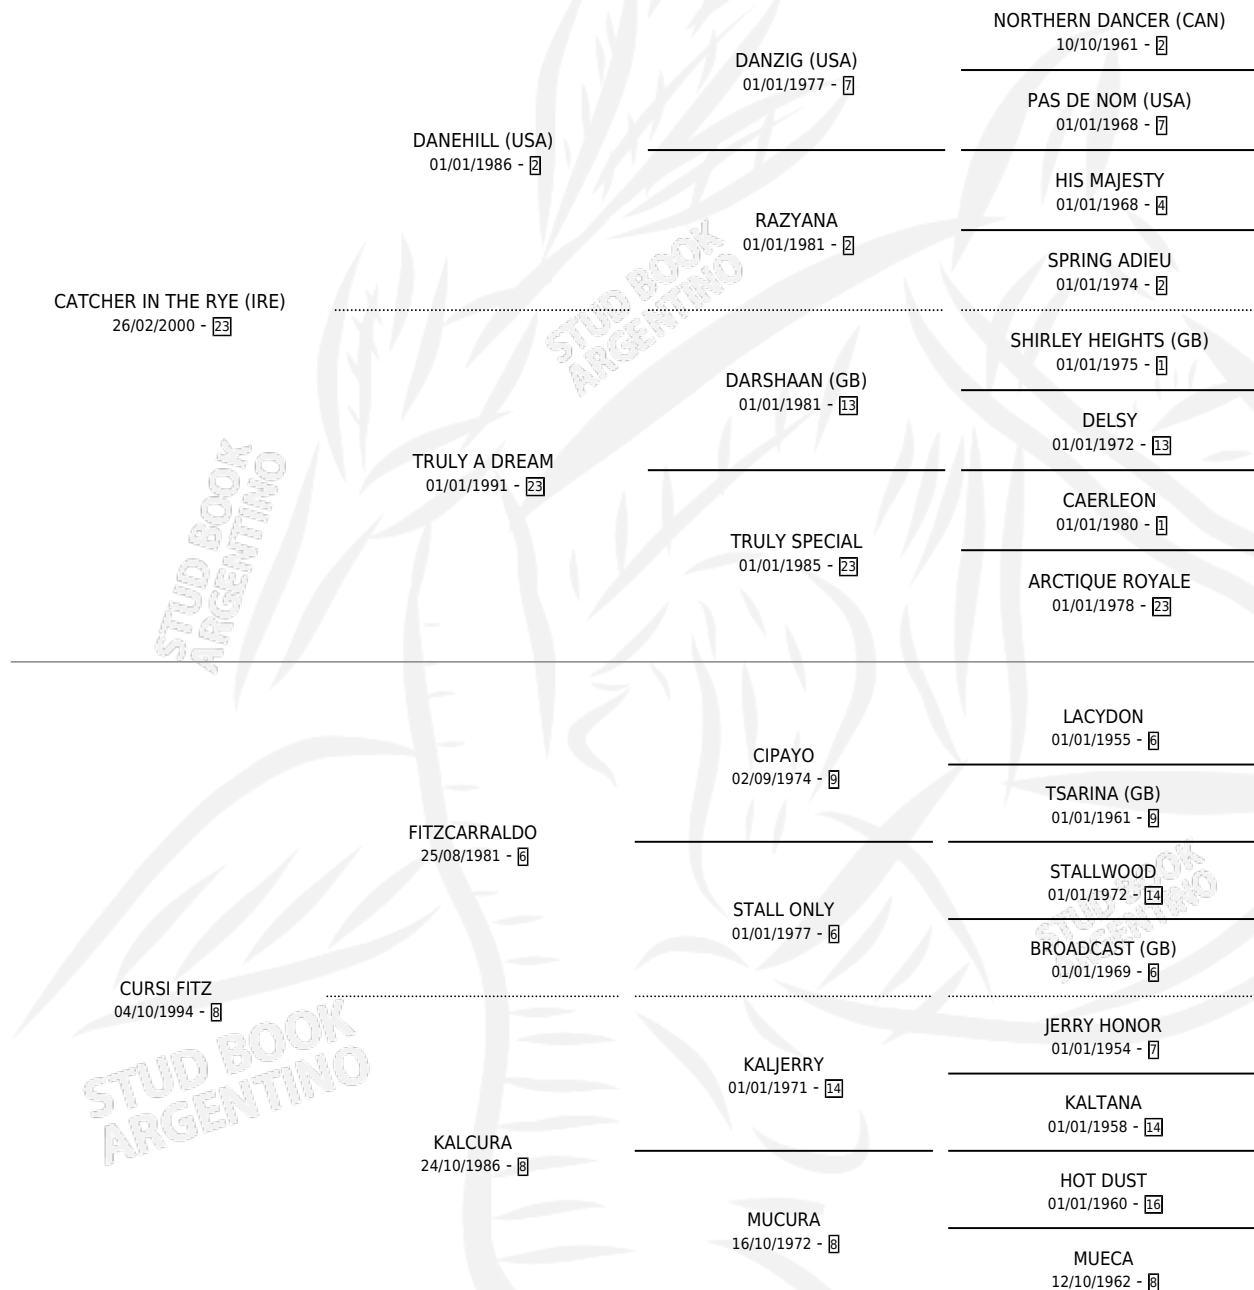 NORTHERN DANCER (CAN)
10/10/1961 - 2
DANZIG (USA)
01/01/1977 - 7
PAS DE NOM (USA)
01/01/1968 - 7
DANEHILL (USA)
01/01/1986 - 2
HIS MAJESTY
01/01/1968 - 4
RAZYANA
01/01/1981 - 2
SPRING ADIEU
01/01/1974 - 2
CATCHER IN THE RYE (IRE)
26/02/2000 - 23
STUD BOOK
ARGENTINO
SHIRLEY HEIGHTS (GB)
01/01/1975 - 1
DARSHAAN (GB)
01/01/1981 - 13
DELSY
01/01/1972 - 13
TRULY A DREAM
01/01/1991 - 23
CAERLEON
01/01/1980 - 1
TRULY SPECIAL
01/01/1985 - 23
ARCTIQUE ROYALE
01/01/1978 - 23
STUD BOOK
ARGENTINO
LACYDON
01/01/1955 - 6
CIPAYO
02/09/1974 - 9
TSARINA (GB)
01/01/1961 - 9
FITZCARRALDO
25/08/1981 - 6
STALLWOOD
01/01/1972 - 14
STUD BOOK
ARGENTINO
STALL ONLY
01/01/1977 - 6
BROADCAST (GB)
01/01/1969 - 6
CURSI FITZ
04/10/1994 - 8
STUD BOOK
ARGENTINO
JERRY HONOR
01/01/1954 - 7
KALJERRY
01/01/1971 - 14
KALTANA
01/01/1958 - 14
KALCURA
24/10/1986 - 8
HOT DUST
01/01/1960 - 16
MUCURA
16/10/1972 - 8
MUECA
12/10/1962 - 8